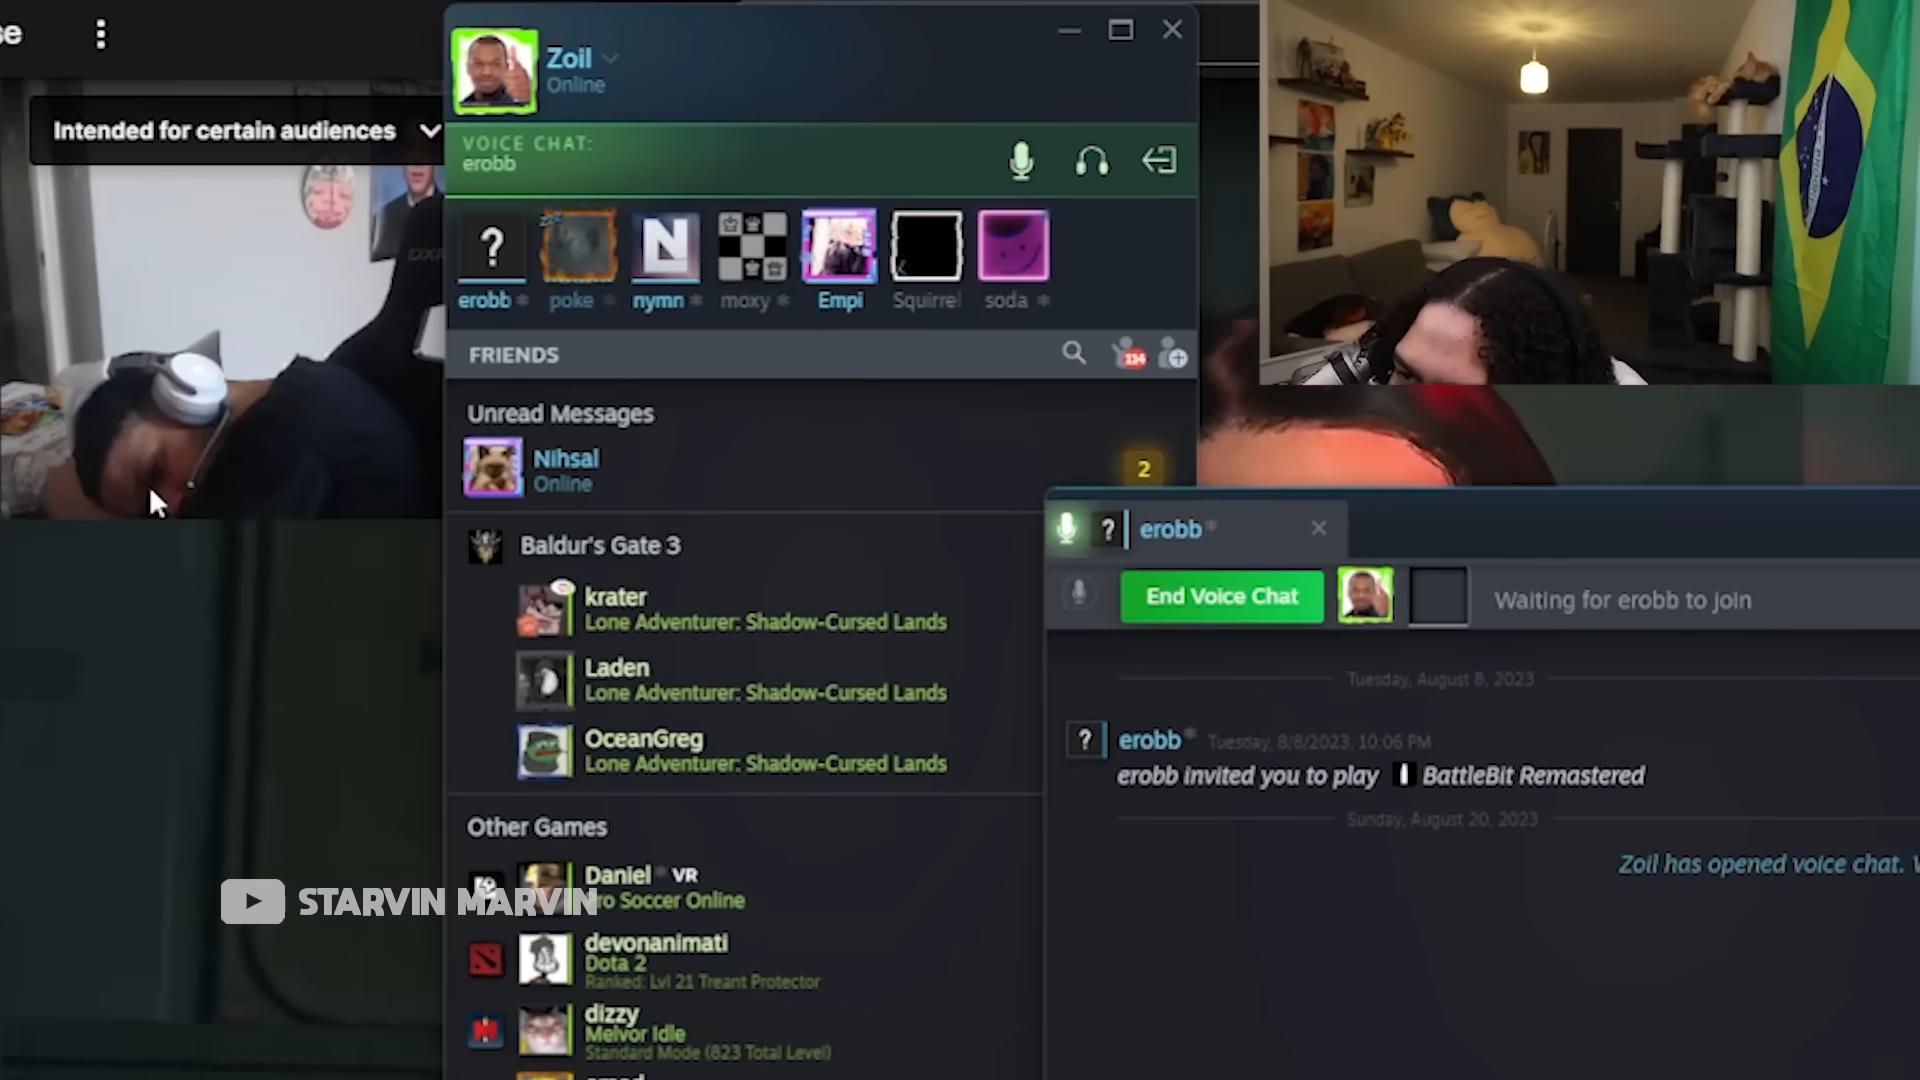 se
Intended for certain audiences
Zoil
Online
VOICE CHAT:
erobb
?
N
erobb *
poke *
nymn *
moxy *
Empi
Squirrel
soda *
FRIENDS
134
Unread Messages
Nihsal
Online
2
Baldur's Gate 3
krater
Lone Adventurer: Shadow-Cursed Lands
Laden
Lone Adventurer: Shadow-Cursed Lands
OceanGreg
Lone Adventurer: Shadow-Cursed Lands
Other Games
Daniel * VR
ro Soccer Online
devonanimati
Dota 2
Ranked: Lvl 21 Treant Protector
dizzy
Melvor Idle
Standard Mode (823 Total Level)
STARVIN MARVIN
? erobb *
End Voice Chat
Waiting for erobb to join
Tuesday, August 8, 2023
? erobb * Tuesday, 8/8/2023, 10:06 PM
erobb invited you to play BattleBit Remastered
Sunday, August 20, 2023
Zoil has opened voice chat.